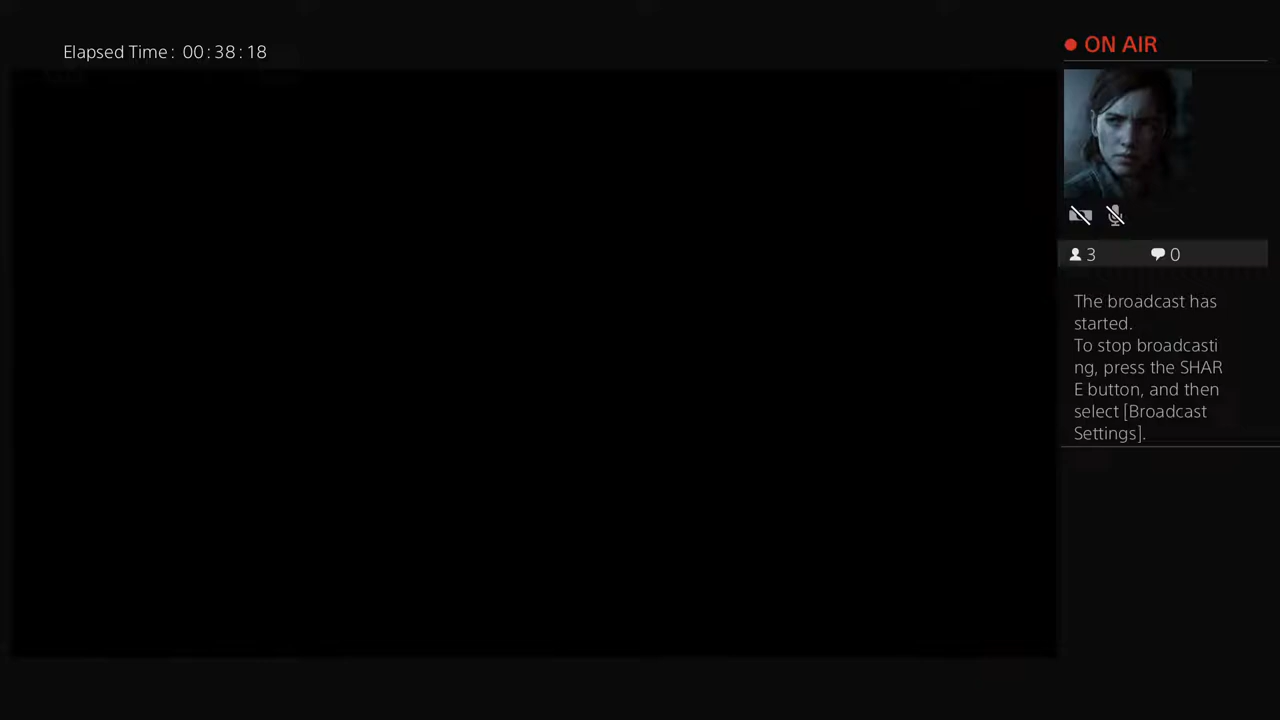 Elapsed Time: 00:38:18
ON AIR
3 0
The broadcast has
started.
To stop broadcasti
ng, press the SHAR
E button, and then
select [Broadcast
Settings].